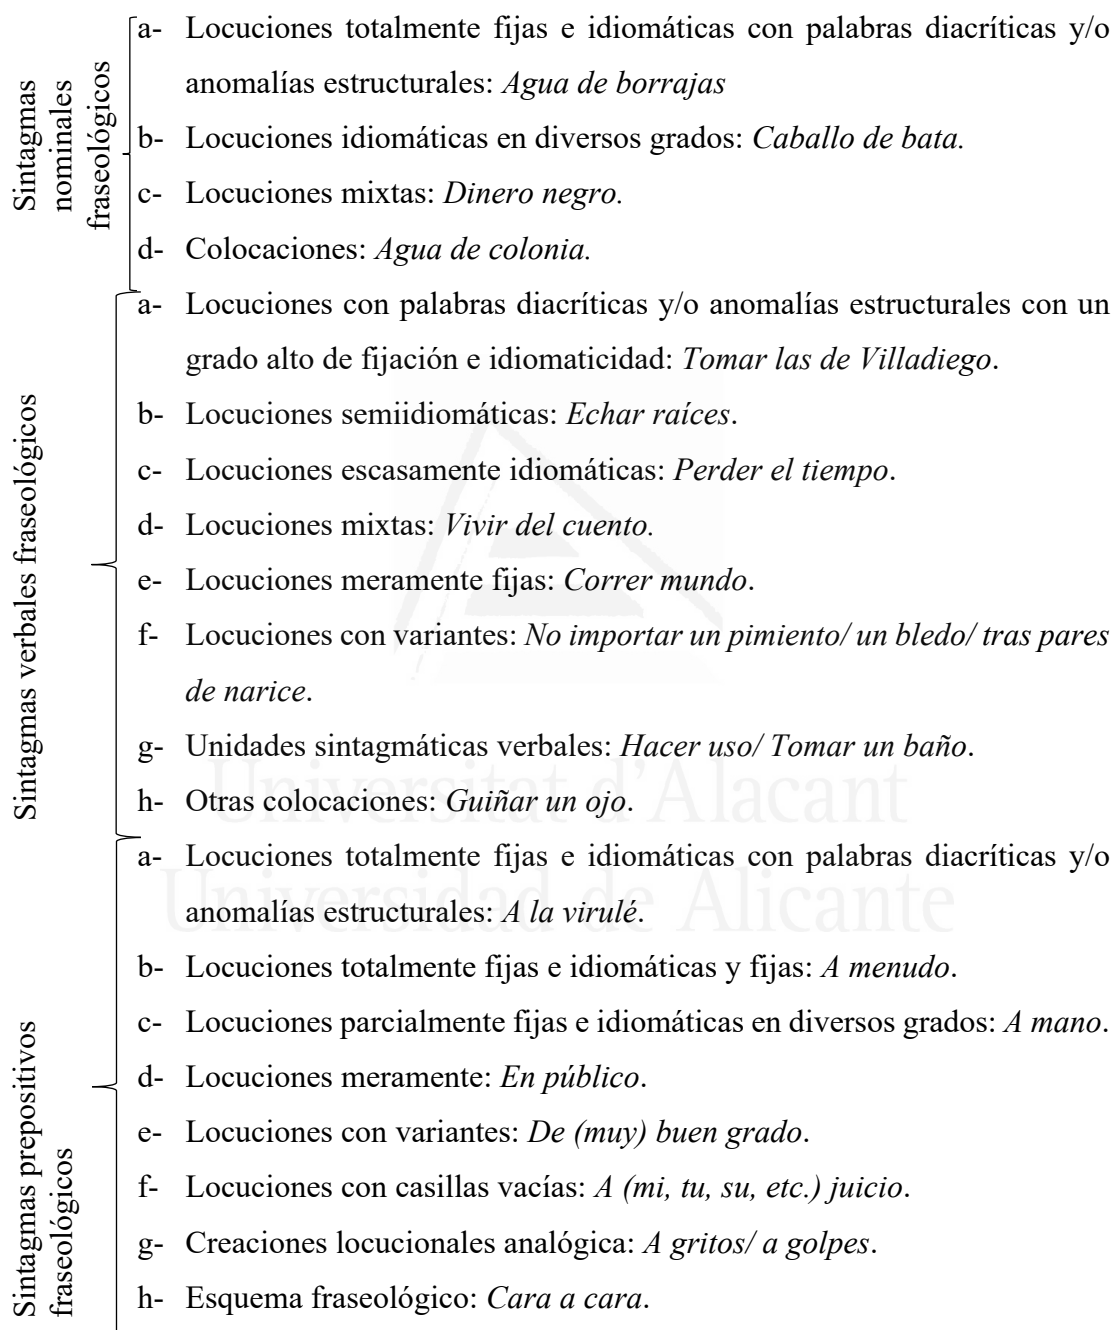 Sintagmas
nominales
fraseológicos
a- Locuciones totalmente fijas e idiomáticas con palabras diacríticas y/o
anomalías estructurales: Agua de borrajas
b- Locuciones idiomáticas en diversos grados: Caballo de bata.
c- Locuciones mixtas: Dinero negro.
d- Colocaciones: Agua de colonia.
Sintagmas verbales fraseológicos
a- Locuciones con palabras diacríticas y/o anomalías estructurales con un
grado alto de fijación e idiomaticidad: Tomar las de Villadiego.
b- Locuciones semiidiomáticas: Echar raíces.
c- Locuciones escasamente idiomáticas: Perder el tiempo.
d- Locuciones mixtas: Vivir del cuento.
e- Locuciones meramente fijas: Correr mundo.
f- Locuciones con variantes: No importar un pimiento/ un bledo/ tras pares
de narice.
g- Unidades sintagmáticas verbales: Hacer uso/ Tomar un baño.
h- Otras colocaciones: Guiñar un ojo.
Sintagmas prepositivos
fraseológicos
a- Locuciones totalmente fijas e idiomáticas con palabras diacríticas y/o
anomalías estructurales: A la virulé.
b- Locuciones totalmente fijas e idiomáticas y fijas: A menudo.
c- Locuciones parcialmente fijas e idiomáticas en diversos grados: A mano.
d- Locuciones meramente: En público.
e- Locuciones con variantes: De (muy) buen grado.
f- Locuciones con casillas vacías: A (mi, tu, su, etc.) juicio.
g- Creaciones locucionales analógica: A gritos/ a golpes.
h- Esquema fraseológico: Cara a cara.
Universitat d'Alacant
Universidad de Alicante